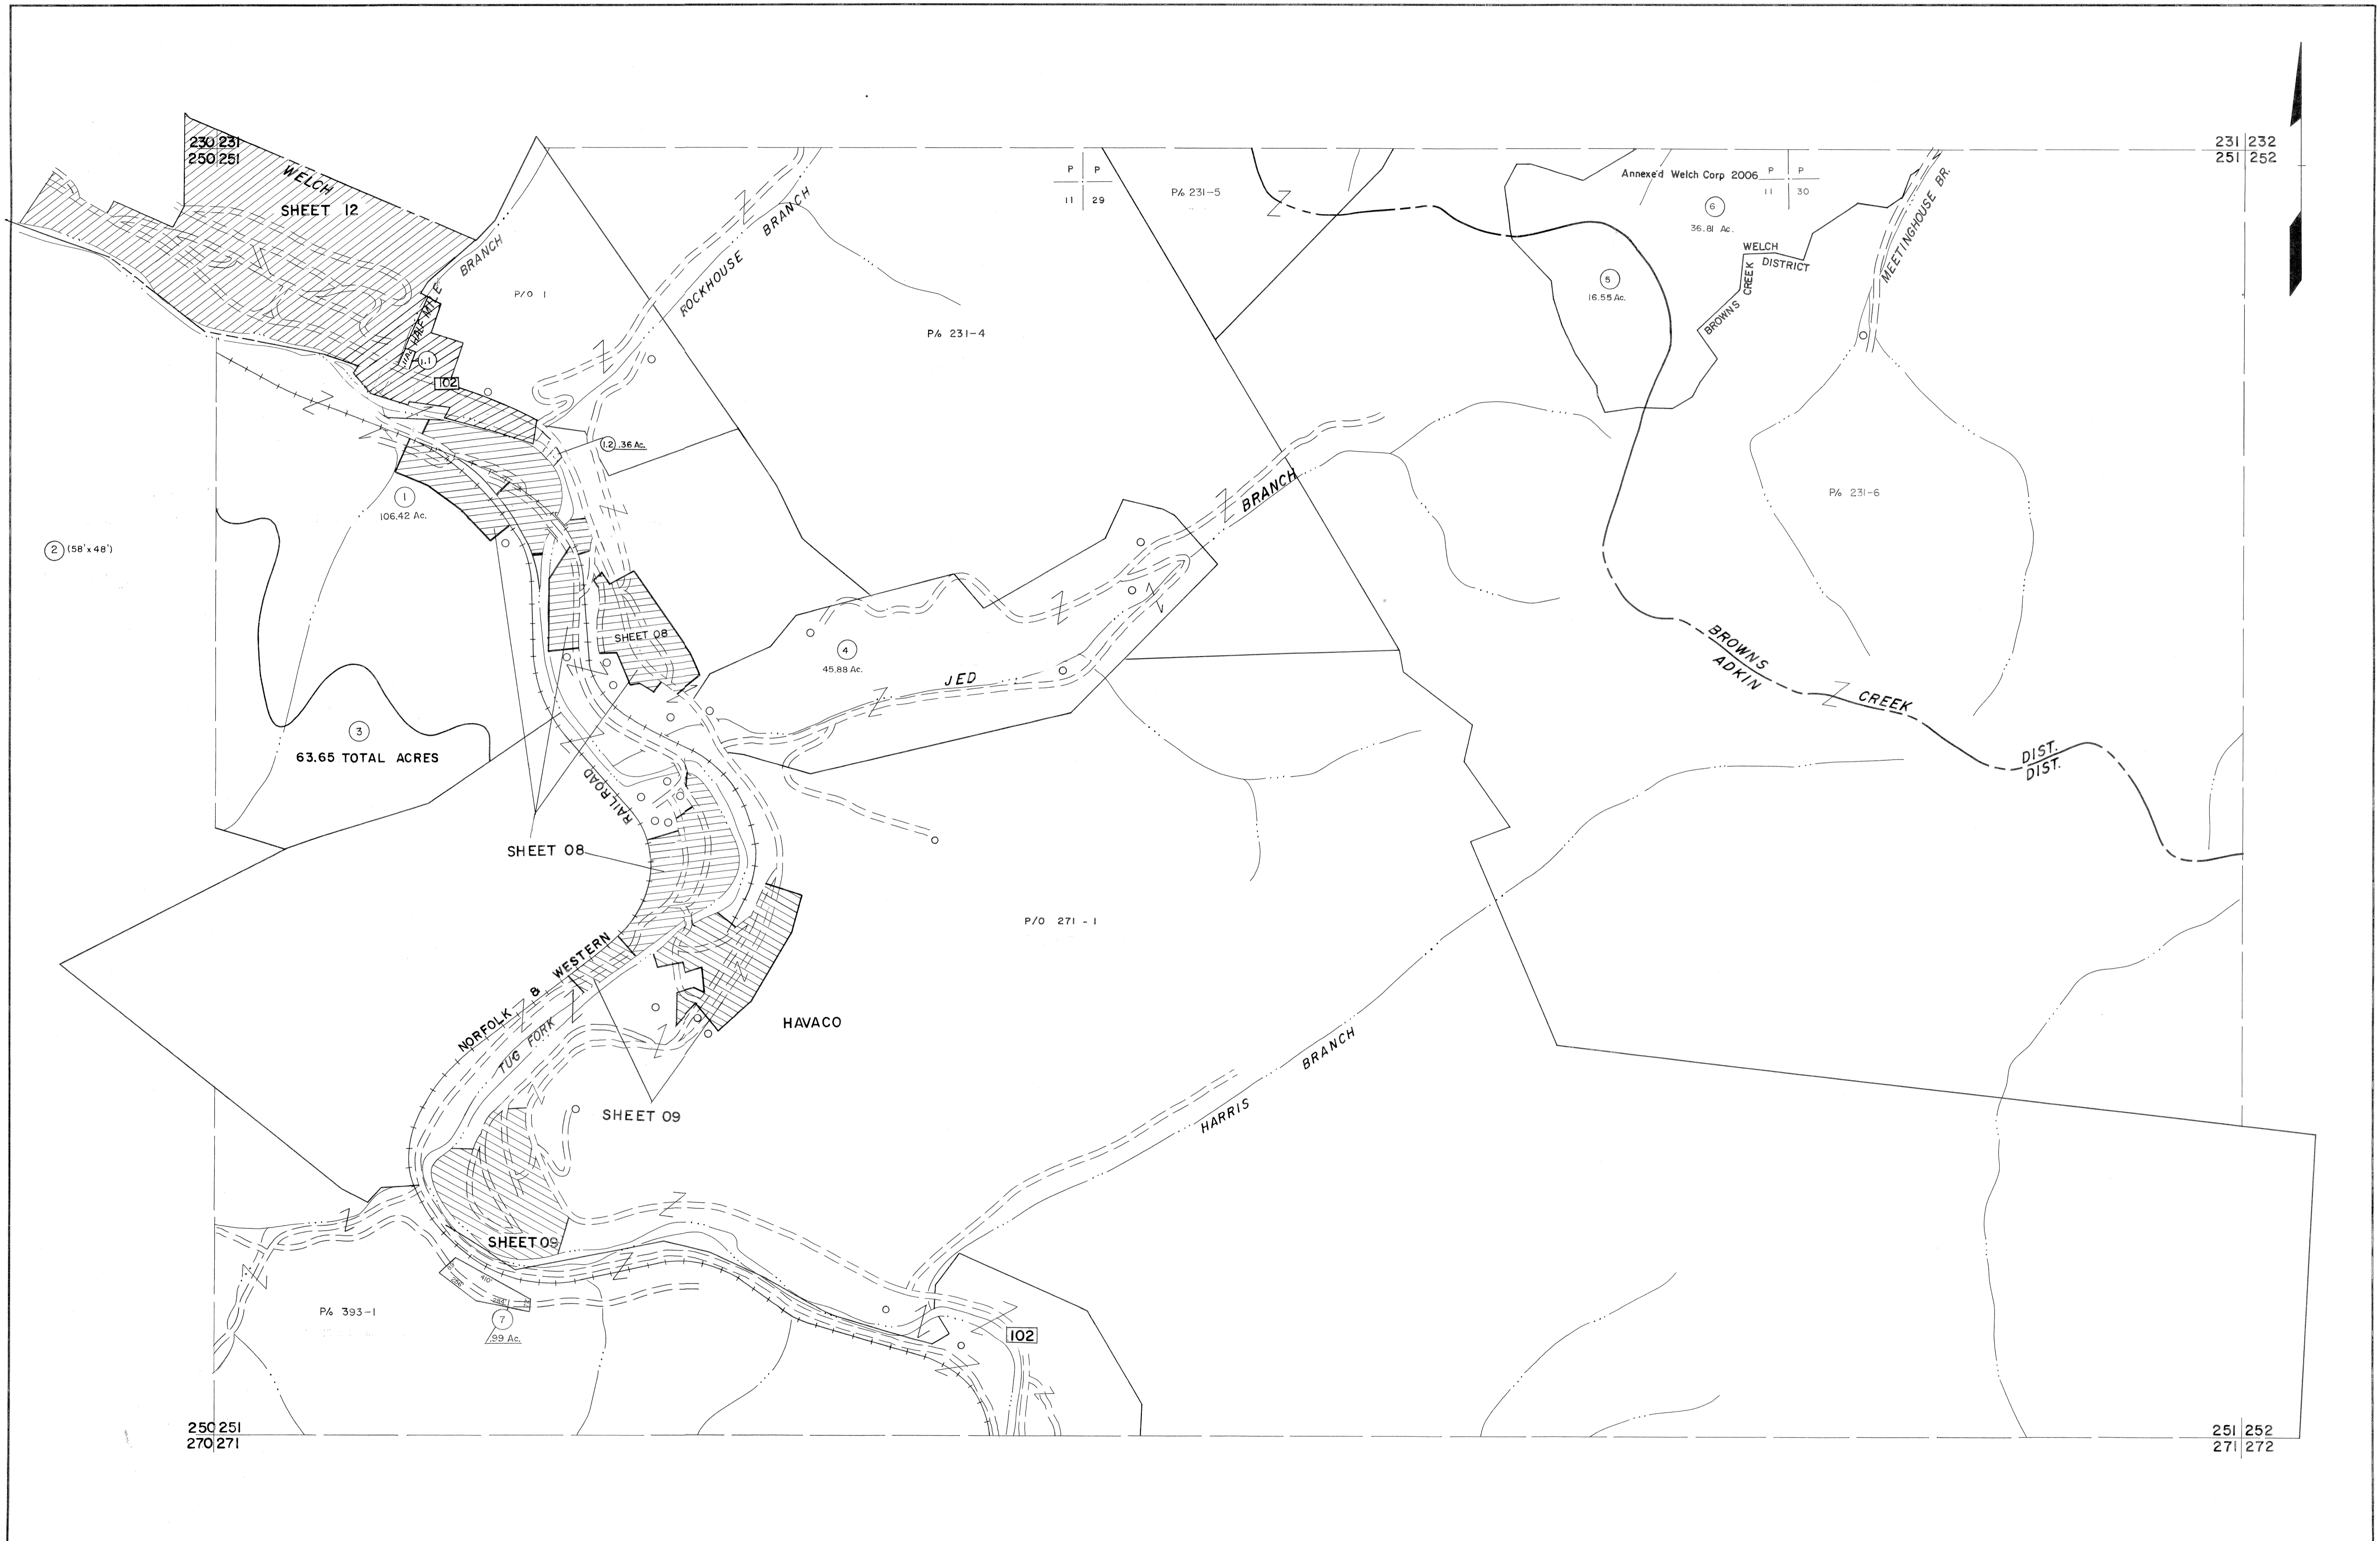 230 231
250 251
WELCH
SHEET 12
231 232
251 252
P P
11 29
P/o 231-5
Annexe'd Welch Corp 2006
P P
11 30
6
36.81 Ac.
MEETINGHOUSE BR.
WELCH
DISTRICT
BROWNS CREEK
5
16.55 Ac.
HALF MILE BRANCH
P/O 1
ROCKHOUSE BRANCH
P/o 231-4
1.1
102
1.2 .36 Ac.
1
106.42 Ac.
2 (58'x 48')
BRANCH
P/o 231-6
SHEET 08
4
45.88 Ac.
JED
BROWNS
ADKIN
CREEK
DIST.
DIST.
3
63.65 TOTAL ACRES
RAILROAD
SHEET 08
P/O 271 - 1
NORFOLK & WESTERN
TUG FORK
HAVACO
SHEET 09
HARRIS BRANCH
SHEET 09
410'
P/o 393-1
7
.99 Ac.
102
250 251
270 271
251 252
271 272